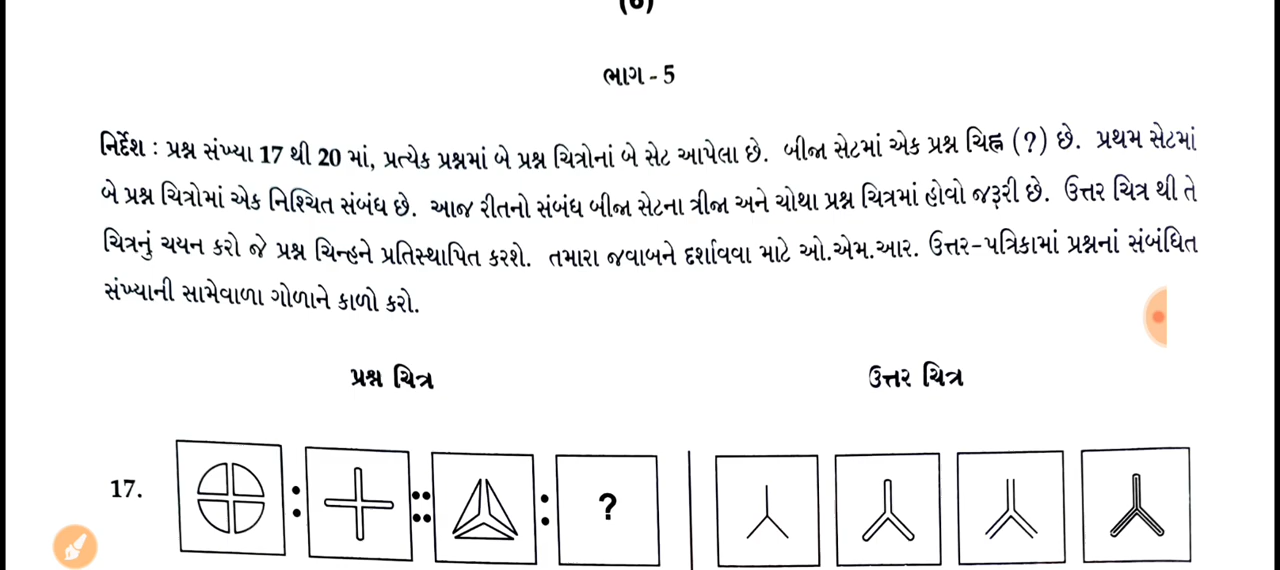 (6)
ભાગ - 5
નિર્દેશ : પ્રશ્ન સંખ્યા 17 થી 20 માં, પ્રત્યેક પ્રશ્નમાં બે પ્રશ્ન ચિત્રોનાં બે સેટ આપેલા છે. બીજા સેટમાં એક પ્રશ્ન ચિહ્ન (?) છે. પ્રથમ સેટમાં
બે પ્રશ્ન ચિત્રોમાં એક નિશ્ચિત સંબંધ છે. આજ રીતનો સંબંધ બીજા સેટના ત્રીજા અને ચોથા પ્રશ્ન ચિત્રમાં હોવો જરૂરી છે. ઉત્તર ચિત્ર થી તે
ચિત્રનું ચયન કરો જે પ્રશ્ન ચિન્હને પ્રતિસ્થાપિત કરશે. તમારા જવાબને દર્શાવવા માટે ઓ.એમ.આર. ઉત્તર-પત્રિકામાં પ્રશ્નનાં સંબંધિત
સંખ્યાની સામેવાળા ગોળાને કાળો કરો.
પ્રશ્ન ચિત્ર ઉત્તર ચિત્ર
17. : :: : ?